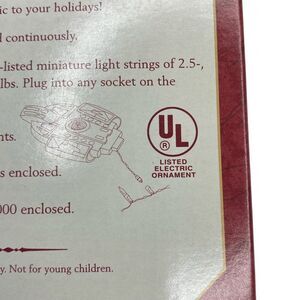 ic to your holidays!
l continuously.
-listed miniature light strings of 2.5-,
lbs. Plug into any socket on the
nts.
UL
®
LISTED
ELECTRIC
ORNAMENT
s enclosed.
000 enclosed.
y. Not for young children.